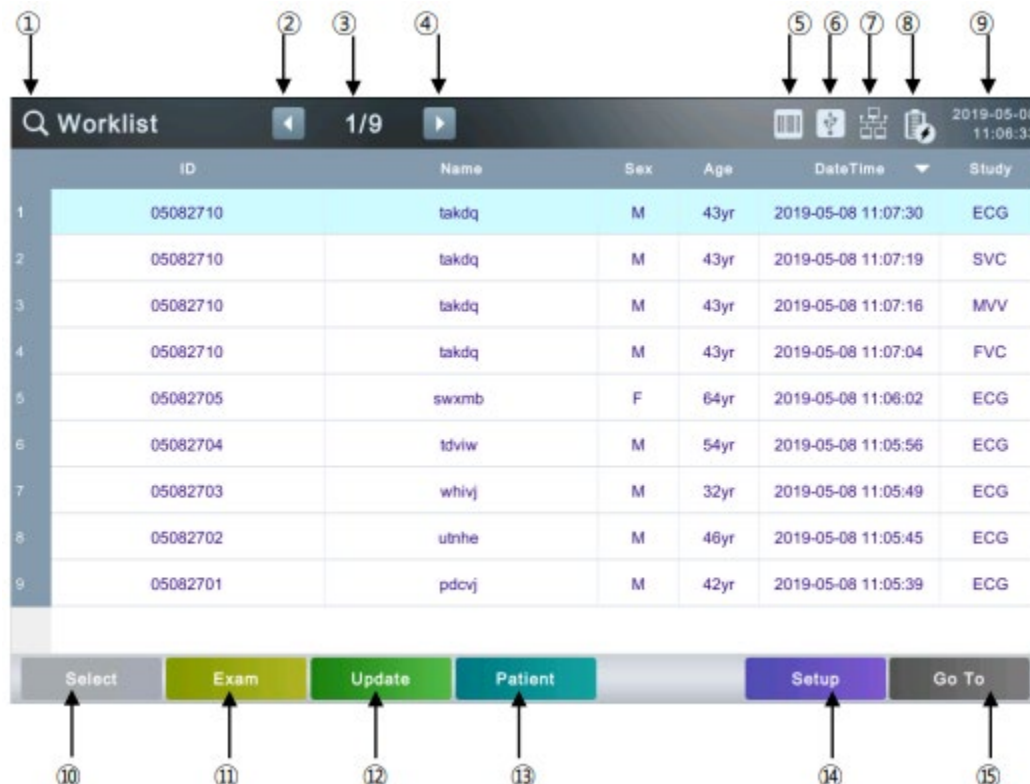 ① ② ③ ④ ⑤ ⑥ ⑦ ⑧ ⑨
Worklist 1/9 2019-05-08
11:06:33
ID Name Sex Age DateTime Study
1 05082710 takdq M 43yr 2019-05-08 11:07:30 ECG
2 05082710 takdq M 43yr 2019-05-08 11:07:19 SVC
3 05082710 takdq M 43yr 2019-05-08 11:07:16 MVV
4 05082710 takdq M 43yr 2019-05-08 11:07:04 FVC
5 05082705 swxmb F 64yr 2019-05-08 11:06:02 ECG
6 05082704 tdviw M 54yr 2019-05-08 11:05:56 ECG
7 05082703 whivj M 32yr 2019-05-08 11:05:49 ECG
8 05082702 utnhe M 46yr 2019-05-08 11:05:45 ECG
9 05082701 pdcvj M 42yr 2019-05-08 11:05:39 ECG
Select Exam Update Patient Setup Go To
⑩ ⑪ ⑫ ⑬ ⑭ ⑮